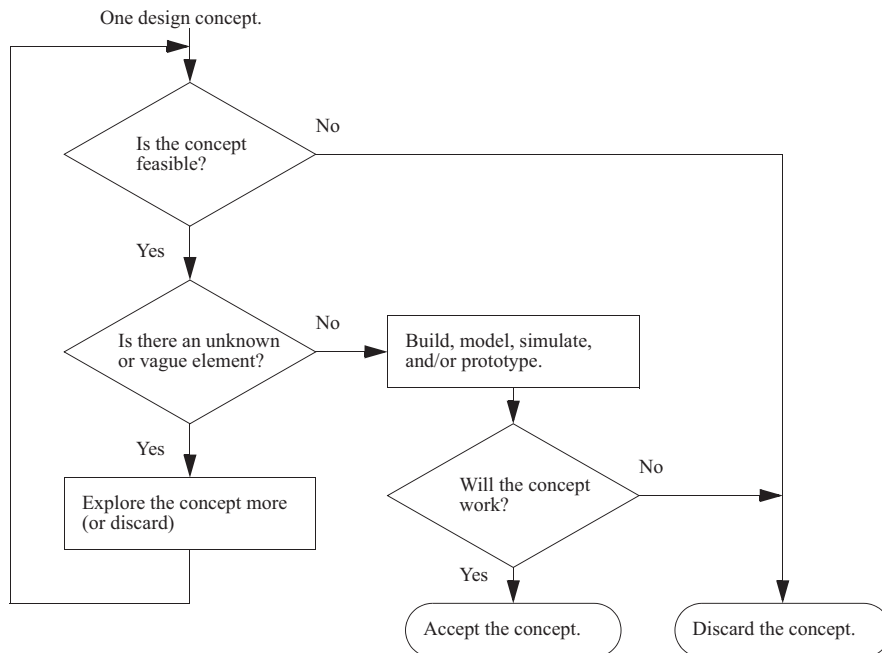 One design concept.
No
Is the concept
feasible?
Yes
No
Is there an unknown
or vague element?
Build, model, simulate,
and/or prototype.
Yes
No
Explore the concept more
(or discard)
Will the concept
work?
Yes
Accept the concept.
Discard the concept.